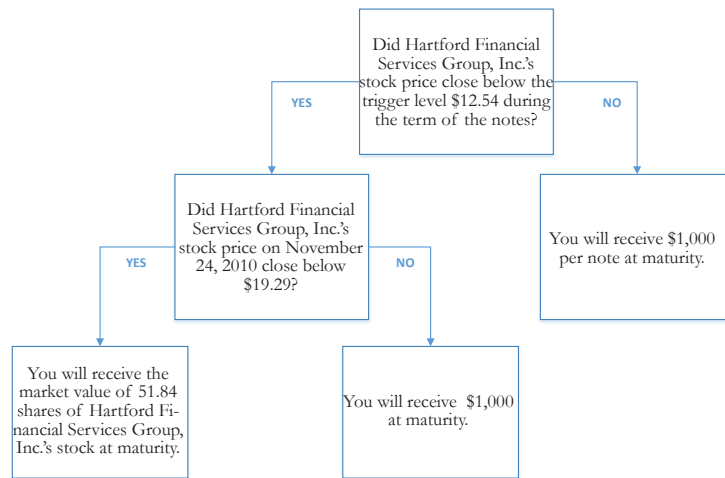 Did Hartford Financial
Services Group, Inc.'s
stock price close below the
trigger level $12.54 during
the term of the notes?
YES
NO
Did Hartford Financial
Services Group, Inc.'s
stock price on November
24, 2010 close below
$19.29?
You will receive $1,000
per note at maturity.
YES
NO
You will receive the
market value of 51.84
shares of Hartford Fi-
nancial Services Group,
Inc.'s stock at maturity.
You will receive $1,000
at maturity.